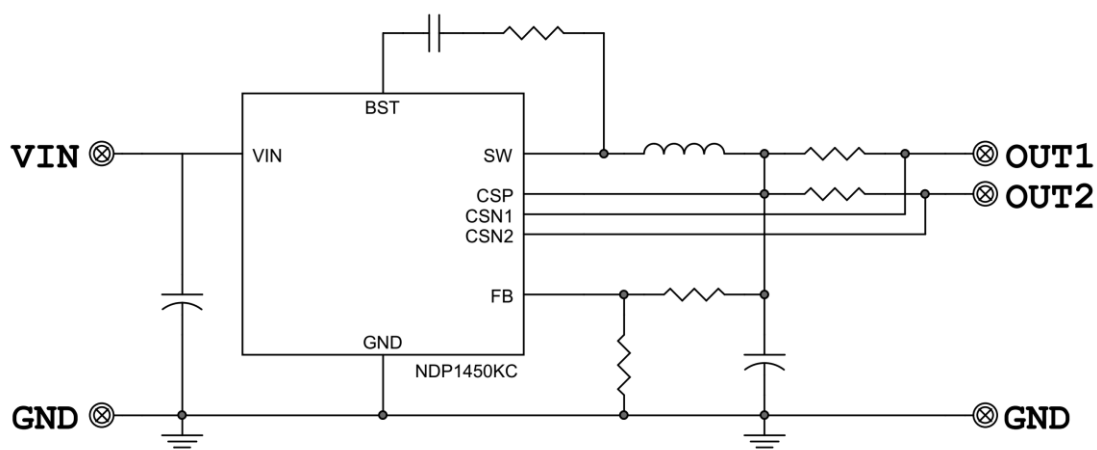 BST
VIN
VIN
SW
OUT1
CSP
OUT2
CSN1
CSN2
FB
GND
NDP1450KC
GND
GND